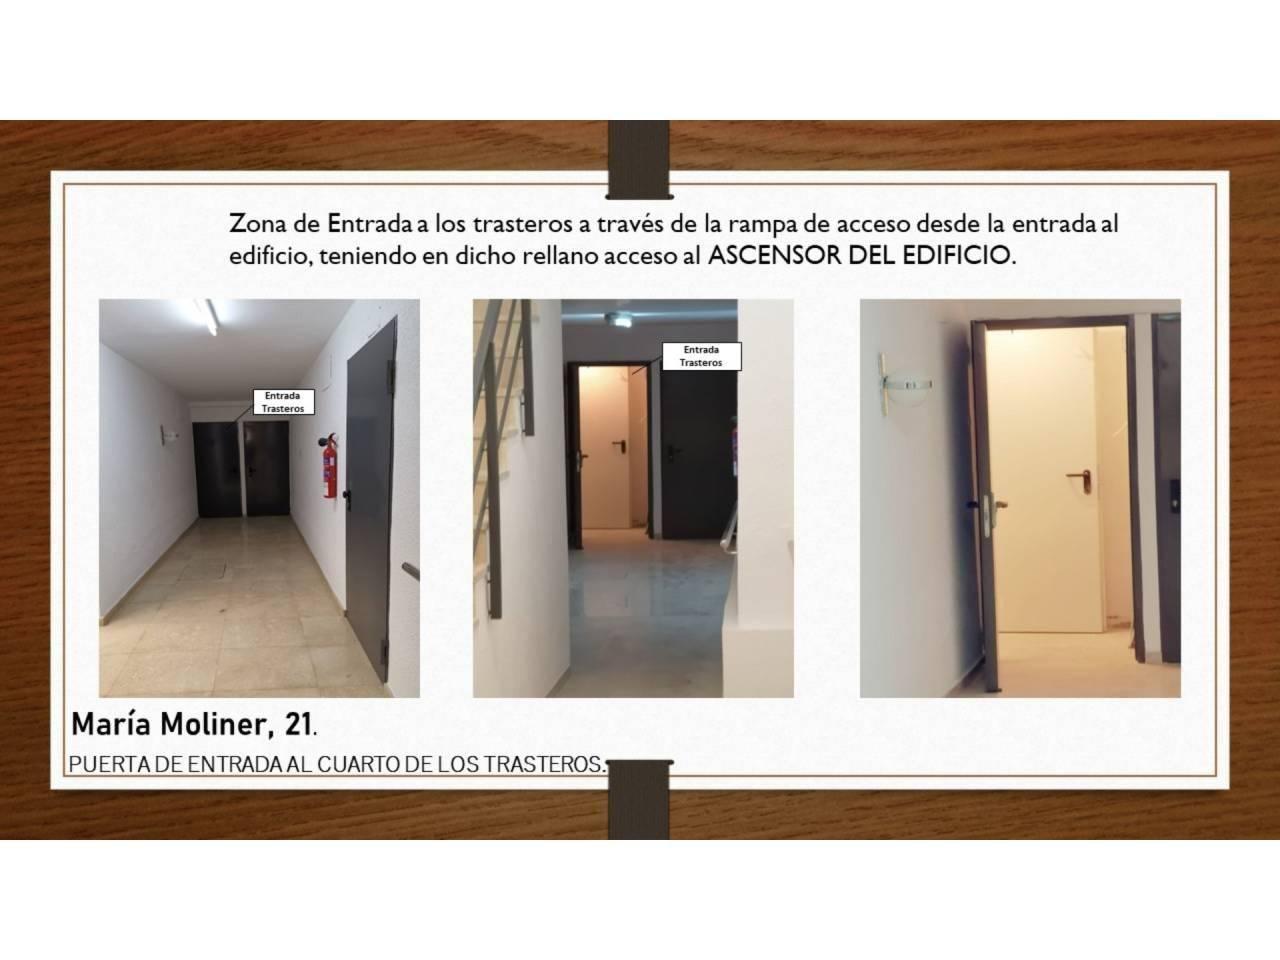 Zona de Entrada a los trasteros a través de la rampa de acceso desde la entrada al
edificio, teniendo en dicho rellano acceso al ASCENSOR DEL EDIFICIO.
Entrada
Trasteros
Entrada
Trasteros
María Moliner, 21.
PUERTA DE ENTRADA AL CUARTO DE LOS TRASTEROS.